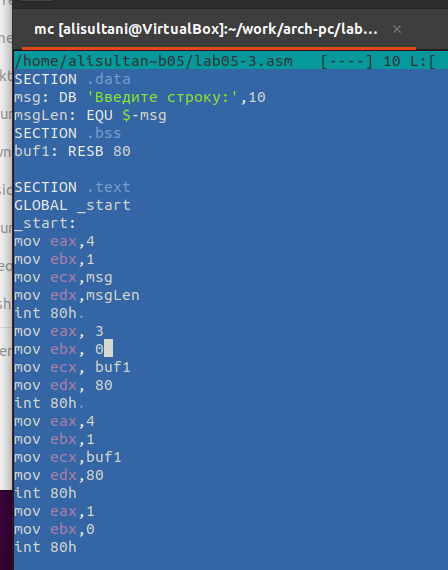 mc [alisultani@VirtualBox]:~/work/arch-pc/lab...
/home/alisultan~b05/lab05-3.asm [----] 10 L:[
SECTION .data
msg: DB 'Введите строку:',10
msgLen: EQU $-msg
SECTION .bss
buf1: RESB 80
SECTION .text
GLOBAL _start
_start:
mov eax,4
mov ebx,1
mov ecx,msg
mov edx,msgLen
int 80h.
mov eax, 3
mov ebx, 0
mov ecx, buf1
mov edx, 80
int 80h.
mov eax,4
mov ebx,1
mov ecx,buf1
mov edx,80
int 80h
mov eax,1
mov ebx,0
int 80h